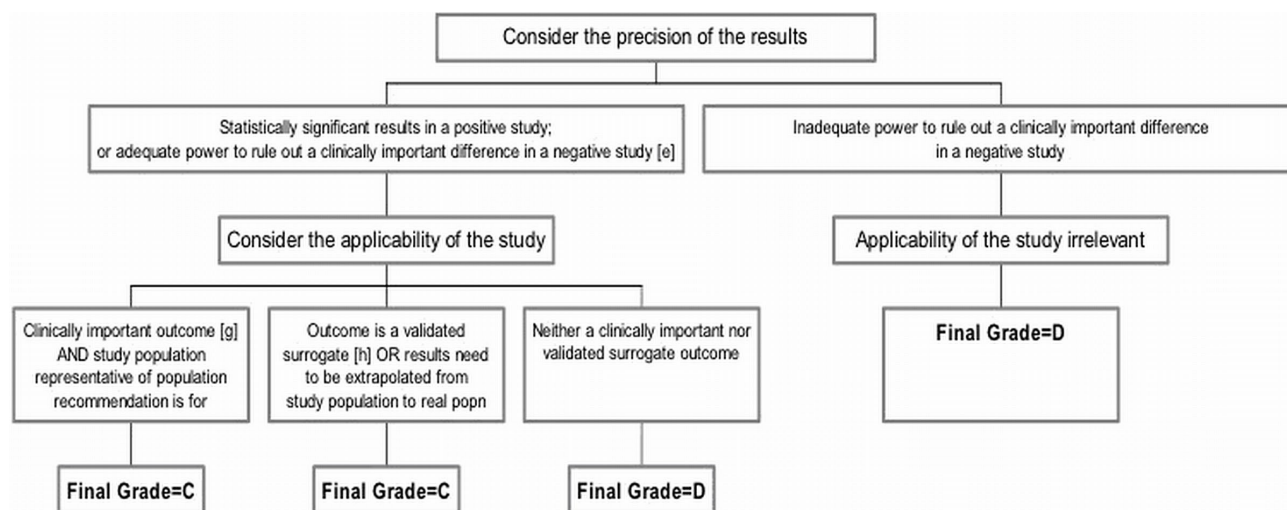 Consider the precision of the results
Statistically significant results in a positive study;
or adequate power to rule out a clinically important difference in a negative study [e]
Inadequate power to rule out a clinically important difference
in a negative study
Consider the applicability of the study
Applicability of the study irrelevant
Clinically important outcome [g]
AND study population
representative of population
recommendation is for
Outcome is a validated
surrogate [h] OR results need
to be extrapolated from
study population to real popn
Neither a clinically important nor
validated surrogate outcome
Final Grade=D
Final Grade=C
Final Grade=C
Final Grade=D